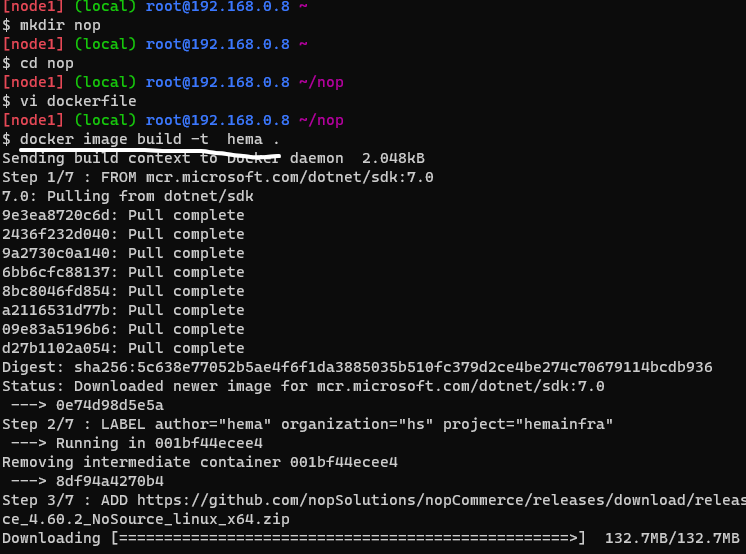 [node1] (local) root@192.168.0.8 ~
$ mkdir nop
[node1] (local) root@192.168.0.8 ~
$ cd nop
[node1] (local) root@192.168.0.8 ~/nop
$ vi dockerfile
[node1] (local) root@192.168.0.8 ~/nop
$ docker image build -t  hema .
Sending build context to Docker daemon  2.048kB
Step 1/7 : FROM mcr.microsoft.com/dotnet/sdk:7.0
7.0: Pulling from dotnet/sdk
9e3ea8720c6d: Pull complete
2436f232d040: Pull complete
9a2730c0a140: Pull complete
6bb6cfc88137: Pull complete
8bc8046fd854: Pull complete
a2116531d77b: Pull complete
09e83a5196b6: Pull complete
d27b1102a054: Pull complete
Digest: sha256:5c638e77052b5ae4f6f1da3885035b510fc379d2ce4be274c70679114bcdb936
Status: Downloaded newer image for mcr.microsoft.com/dotnet/sdk:7.0
 ---> 0e74d98d5e5a
Step 2/7 : LABEL author="hema" organization="hs" project="hemainfra"
 ---> Running in 001bf44ecee4
Removing intermediate container 001bf44ecee4
 ---> 8df94a4270b4
Step 3/7 : ADD https://github.com/nopSolutions/nopCommerce/releases/download/releas
ce_4.60.2_NoSource_linux_x64.zip
Downloading [==================================================>]  132.7MB/132.7MB